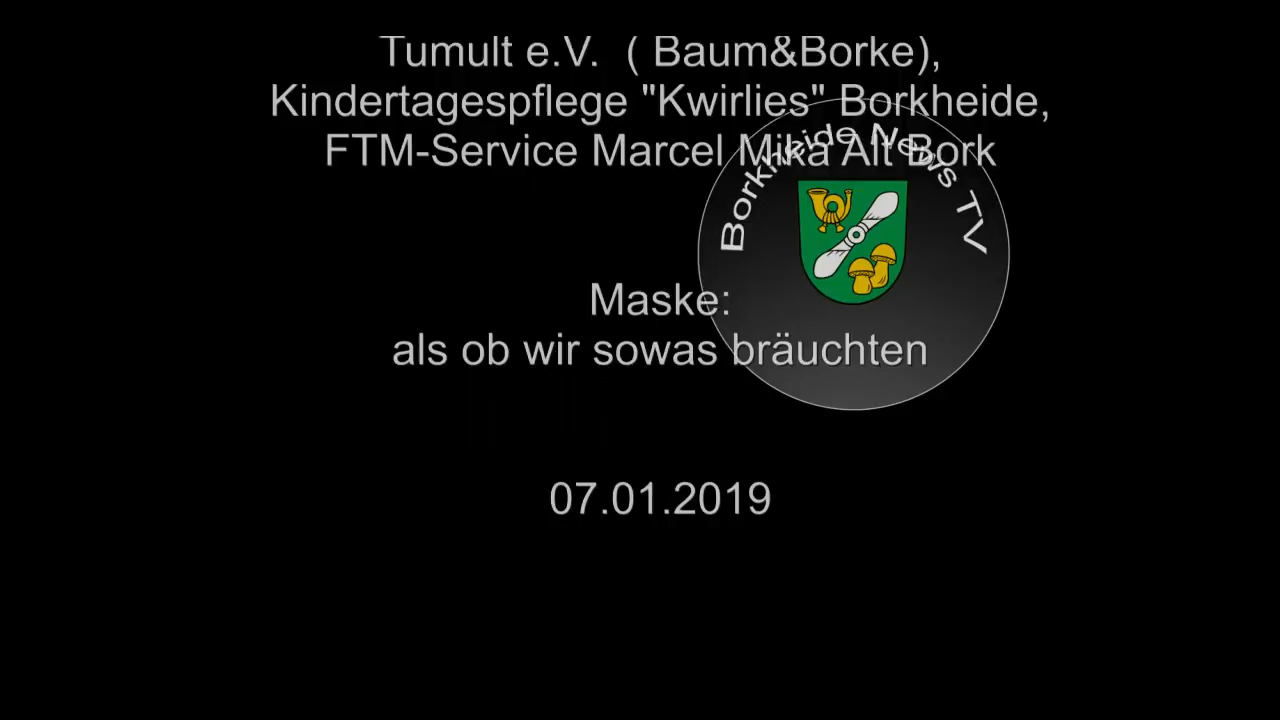 Tumult e.V.  ( Baum&Borke),
Kindertagespflege "Kwirlies" Borkheide,
FTM-Service Marcel Mika Alt Bork
Borkheide News TV
Maske:
als ob wir sowas bräuchten
07.01.2019